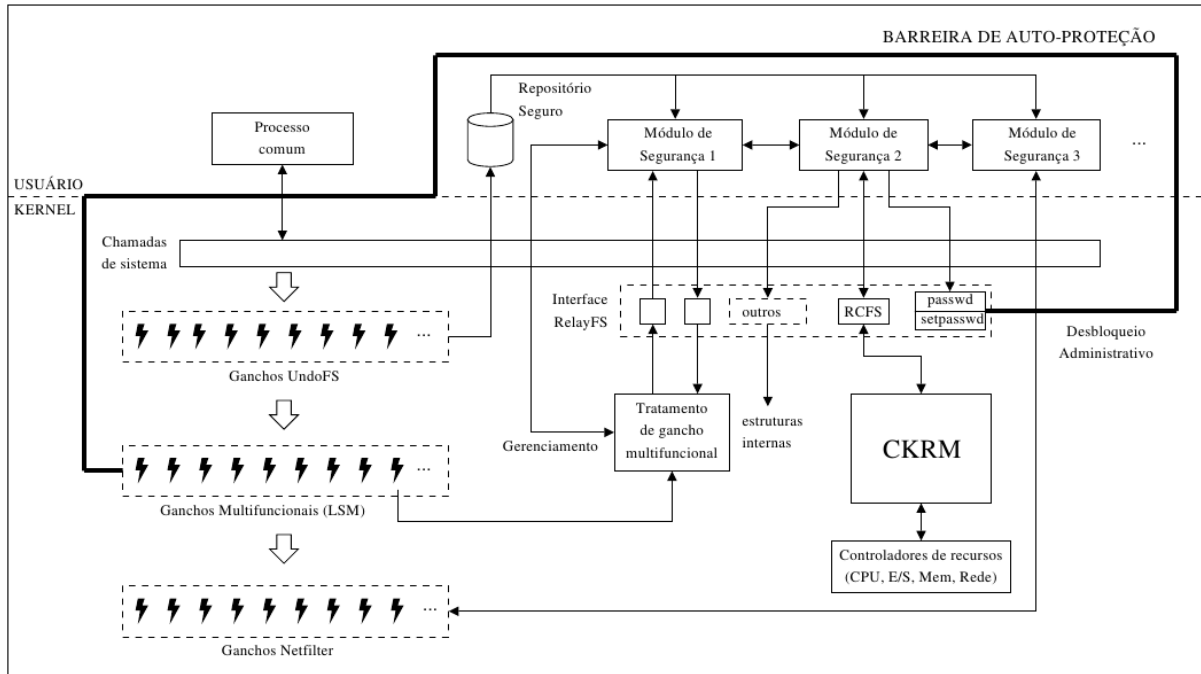 BARREIRA DE AUTO-PROTEÇÃO
Repositório
Seguro
Processo
comum
Módulo de
Segurança 1
Módulo de
Segurança 2
Módulo de
Segurança 3
...
USUÁRIO
KERNEL
Chamadas
de sistema
Interface
RelayFS
outros
RCFS
passwd
setpasswd
Desbloqueio
Administrativo
...
Ganchos UndoFS
Gerenciamento
Tratamento
de gancho
multifuncional
estruturas
internas
CKRM
...
Ganchos Multifuncionais (LSM)
Controladores de recursos
(CPU, E/S, Mem, Rede)
...
Ganchos Netfilter